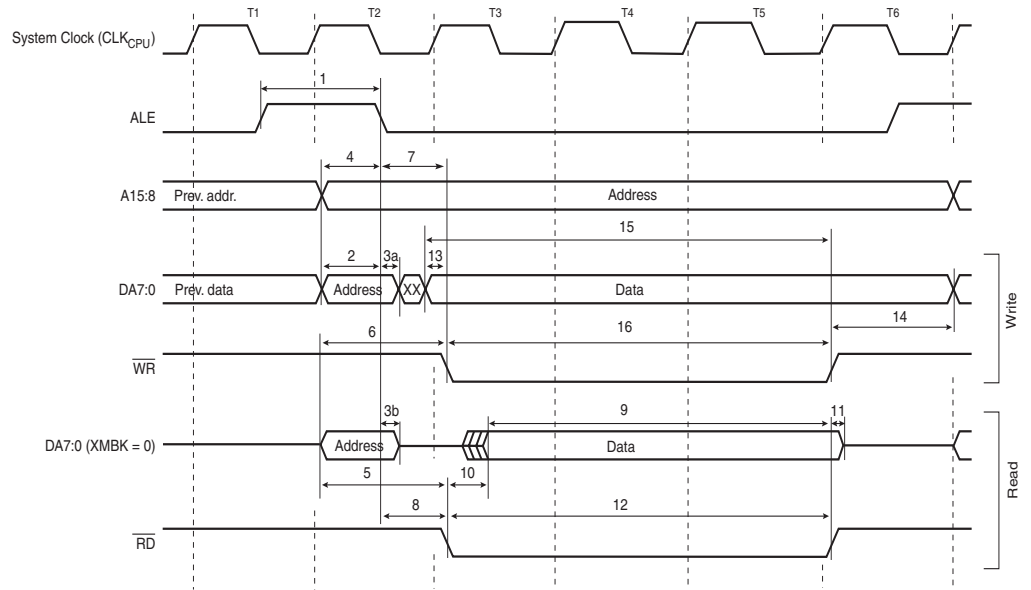 T1 T2 T3 T4 T5 T6
System Clock (CLKCPU)
1
ALE
4 7
A15:8 Prev. addr. Address
15
2 3a 13
DA7:0 Prev. data Address XX Data
14
6 16
WR
Write
3b 9 11
DA7:0 (XMBK = 0) Address Data
5 10
8 12
RD
Read